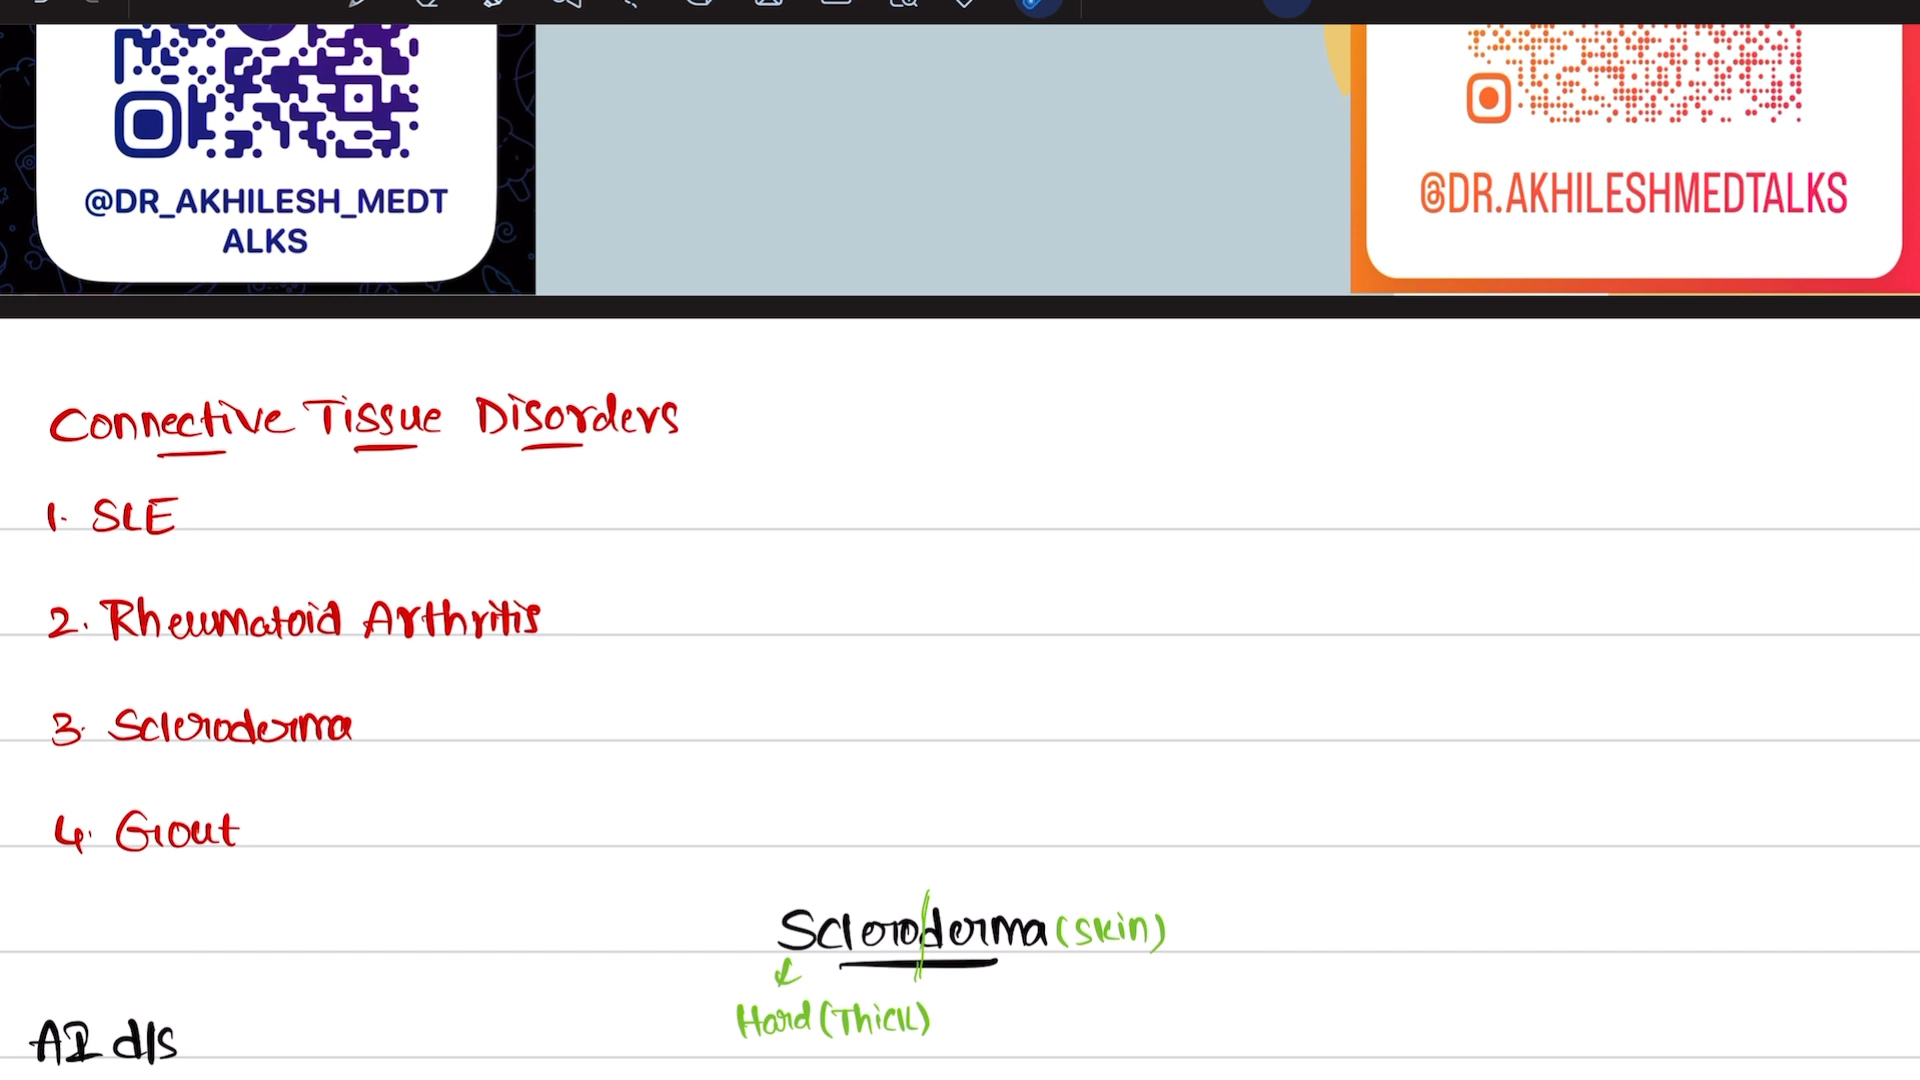 @DR_AKHILESH_MEDT
ALKS
@DR.AKHILESHMEDTALKS
Connective Tissue Disorders
1. SLE
2. Rheumatoid Arthritis
3. Scleroderma
4. Gout
Scleroderma (skin)
Hard (Thick)
AI d/s